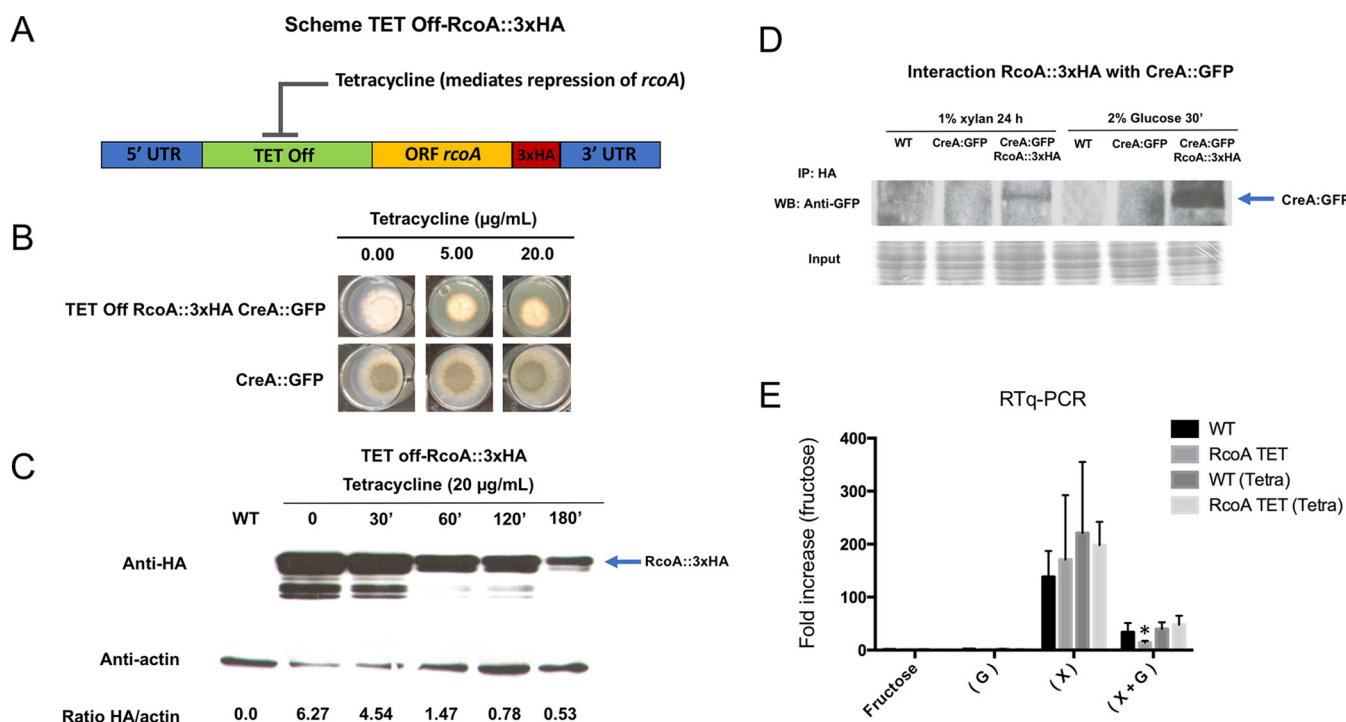 A
Scheme TET Off-RcoA::3xHA
Tetracycline (mediates repression of rcoA)
5' UTR
TET Off
ORF rcoA
3xHA
3' UTR
B
Tetracycline (µg/mL)
0.00 5.00 20.0
TET Off RcoA::3xHA CreA::GFP
CreA::GFP
C
TET off-RcoA::3xHA
Tetracycline (20 µg/mL)
WT 0 30' 60' 120' 180'
Anti-HA
RcoA::3xHA
Anti-actin
Ratio HA/actin 0.0 6.27 4.54 1.47 0.78 0.53
D
Interaction RcoA::3xHA with CreA::GFP
1% xylan 24 h 2% Glucose 30'
WT CreA:GFP CreA:GFP WT CreA:GFP CreA:GFP
RcoA::3xHA RcoA::3xHA
IP: HA
WB: Anti-GFP
CreA:GFP
Input
E
RTq-PCR
Fold increase (fructose)
400
300
200
100
0
*
Fructose
( G )
( X )
( X + G )
WT
RcoA TET
WT (Tetra)
RcoA TET (Tetra)